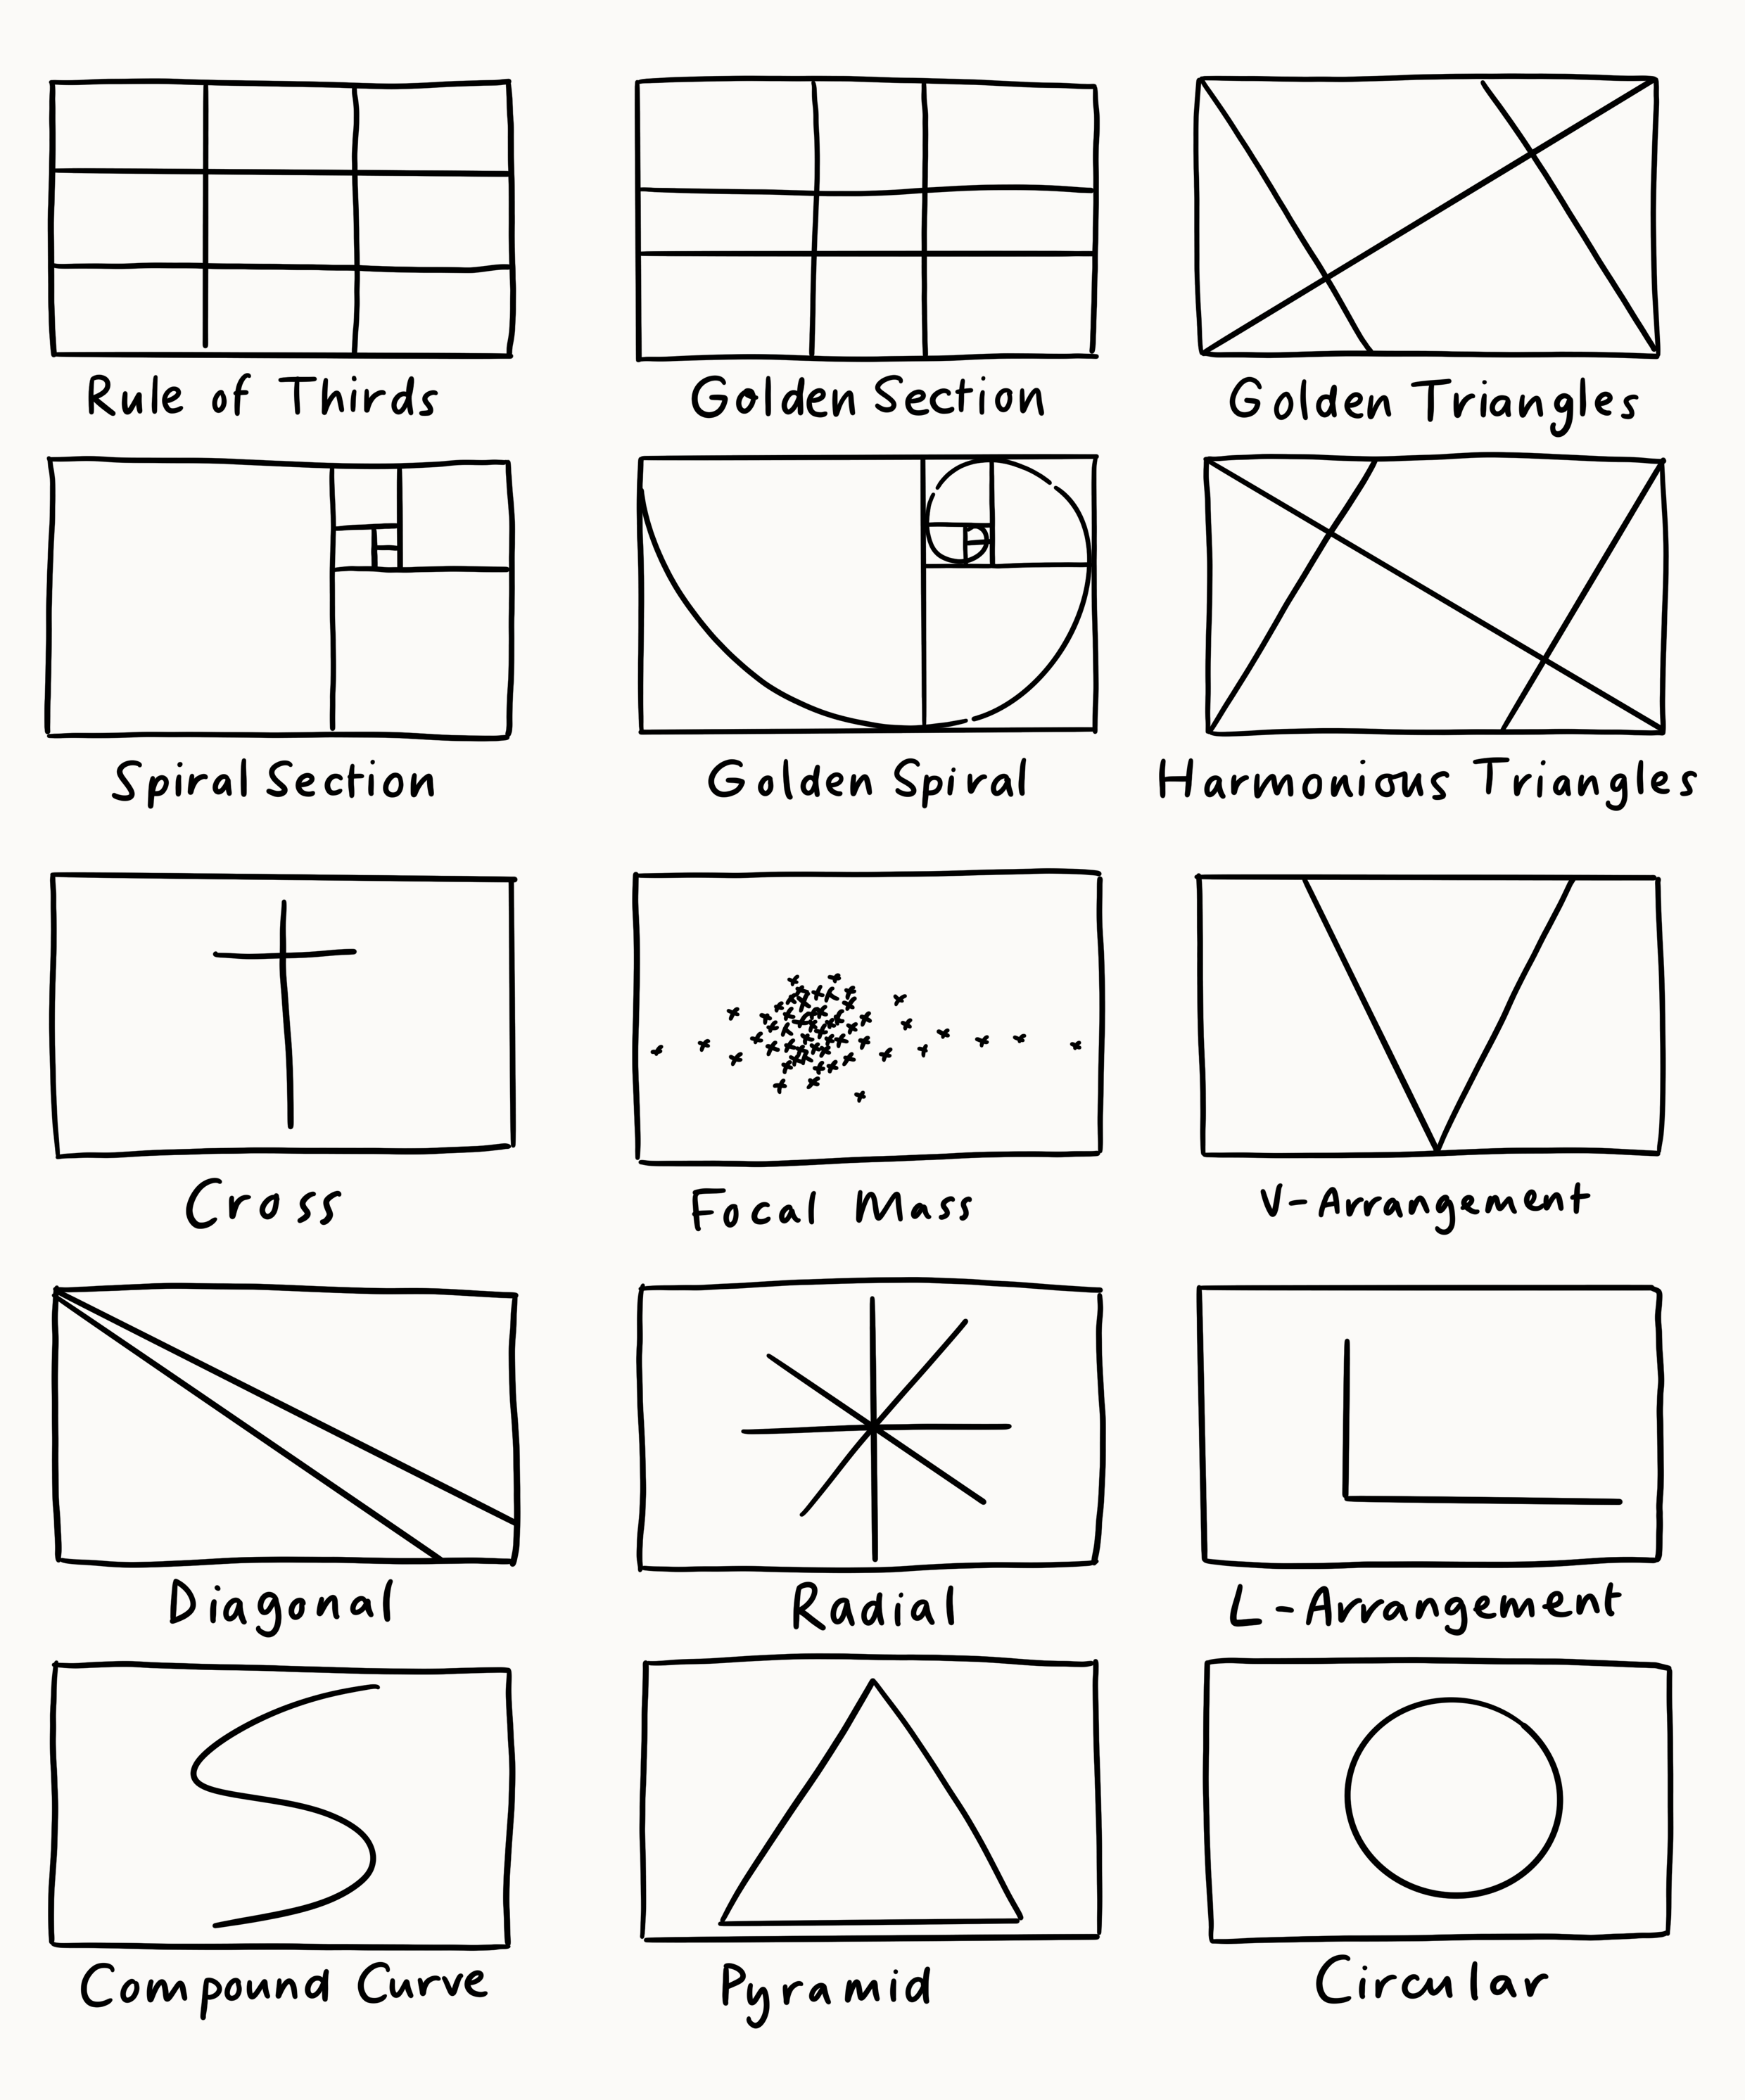 Rule of Thirds
Golden Section
Golden Triangles
Spiral Section
Golden Spiral
Harmonious Triangles
Cross
Focal Mass
V-Arrangement
Diagonal
Radial
L-Arrangement
Compound Curve
Pyramid
Circular